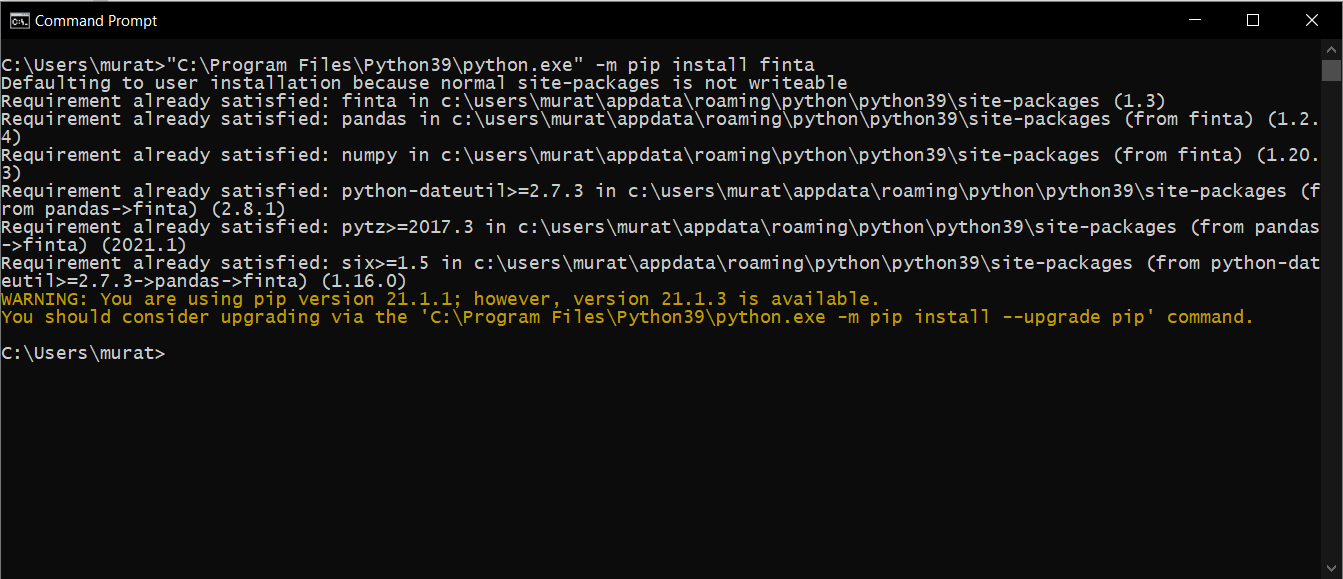 Command Prompt
C:\Users\murat>"C:\Program Files\Python39\python.exe" -m pip install finta
Defaulting to user installation because normal site-packages is not writeable
Requirement already satisfied: finta in c:\users\murat\appdata\roaming\python\python39\site-packages (1.3)
Requirement already satisfied: pandas in c:\users\murat\appdata\roaming\python\python39\site-packages (from finta) (1.2.
4)
Requirement already satisfied: numpy in c:\users\murat\appdata\roaming\python\python39\site-packages (from finta) (1.20.
3)
Requirement already satisfied: python-dateutil>=2.7.3 in c:\users\murat\appdata\roaming\python\python39\site-packages (f
rom pandas->finta) (2.8.1)
Requirement already satisfied: pytz>=2017.3 in c:\users\murat\appdata\roaming\python\python39\site-packages (from pandas
->finta) (2021.1)
Requirement already satisfied: six>=1.5 in c:\users\murat\appdata\roaming\python\python39\site-packages (from python-dat
eutil>=2.7.3->pandas->finta) (1.16.0)
WARNING: You are using pip version 21.1.1; however, version 21.1.3 is available.
You should consider upgrading via the 'C:\Program Files\Python39\python.exe -m pip install --upgrade pip' command.
C:\Users\murat>